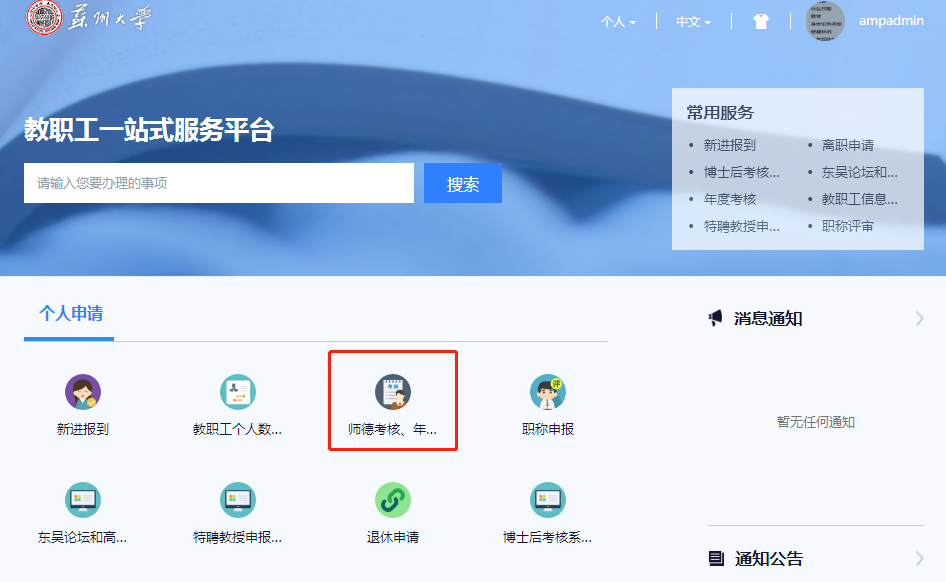 蘇州大学
个人
中文
ampadmin
教职工一站式服务平台
请输入您要办理的事项
搜索
常用服务
新进报到
离职申请
博士后考核...
东吴论坛和...
年度考核
教职工信息...
特聘教授申...
职称评审
个人申请
新进报到
教职工个人数...
师德考核、年...
评
职称申报
东吴论坛和高...
特聘教授申报...
退休申请
博士后考核系...
消息通知
暂无任何通知
通知公告